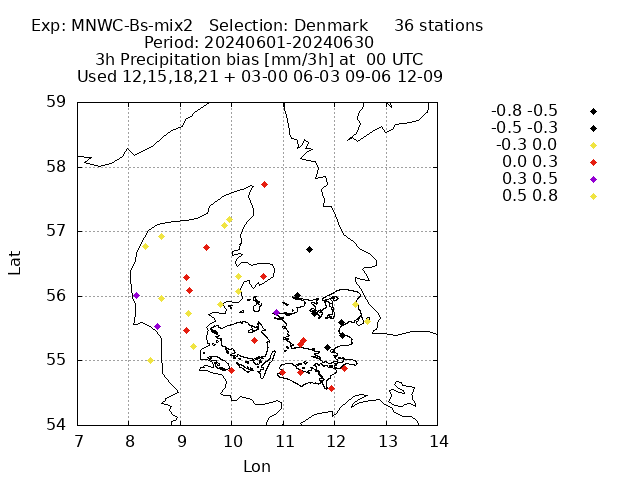 Exp: MNWC-Bs-mix2   Selection: Denmark     36 stations
Period: 20240601-20240630
3h Precipitation bias [mm/3h] at  00 UTC
Used 12,15,18,21 + 03-00 06-03 09-06 12-09
-0.8 -0.5
-0.5 -0.3
-0.3 0.0
0.0 0.3
0.3 0.5
0.5 0.8
59
58
57
56
55
54
Lat
7 8 9 10 11 12 13 14
Lon